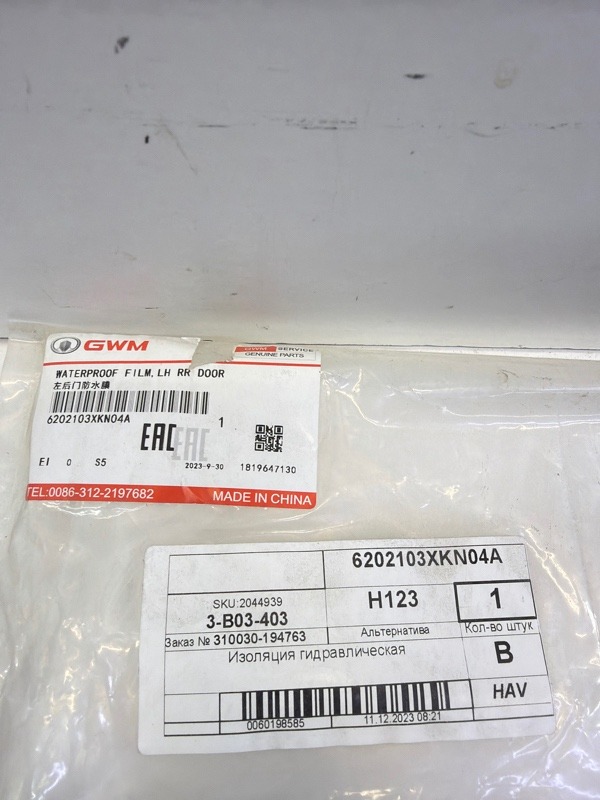 GWM
GWM SERVICE
GENUINE PARTS
WATERPROOF FILM,LH RR DOOR
左后门防水膜
6202103XKN04A 1
EAC EAC
EI 0 S5 2023-9-30 1819647130
TEL:0086-312-2197682 MADE IN CHINA
6202103XKN04A
SKU:2044939
3-B03-403 H123 1
Заказ № 310030-194763 Альтернатива Кол-во штук
Изоляция гидравлическая B
HAV
0060198585 11.12.2023 08:21